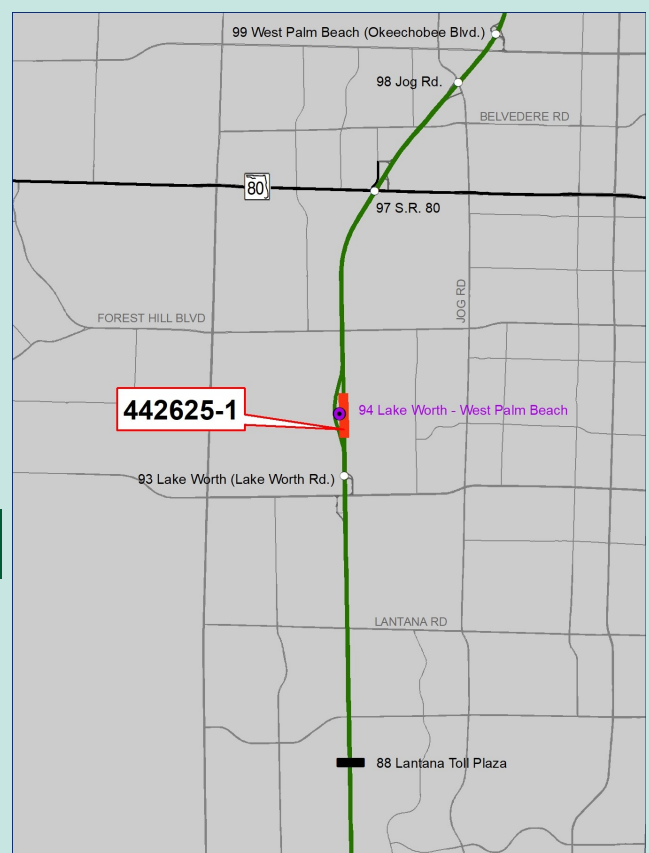 99 West Palm Beach (Okeechobee Blvd.)
98 Jog Rd.
BELVEDERE RD
80
97 S.R. 80
JOG RD
FOREST HILL BLVD
442625-1
94 Lake Worth - West Palm Beach
93 Lake Worth (Lake Worth Rd.)
LANTANA RD
88 Lantana Toll Plaza